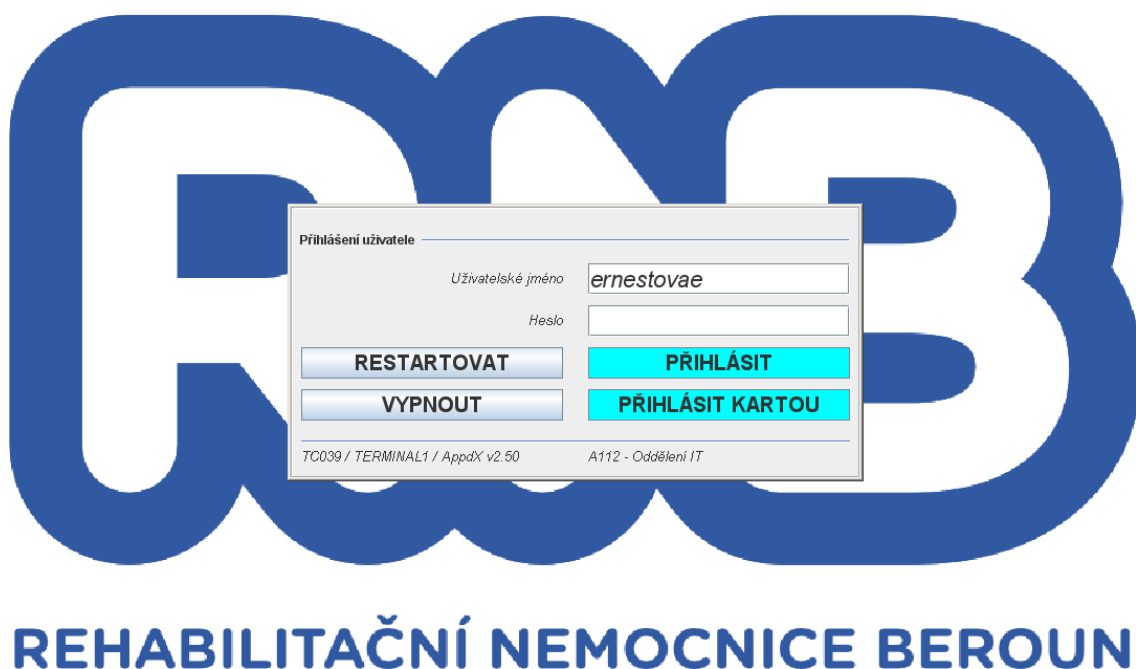 RNB
Přihlášení uživatele
Uživatelské jméno ernestovae
Heslo
RESTARTOVAT PŘIHLÁSIT
VYPNOUT PŘIHLÁSIT KARTOU
TC039 / TERMINAL1 / AppdX v2.50 A112 - Oddělení IT
REHABILITAČNÍ NEMOCNICE BEROUN